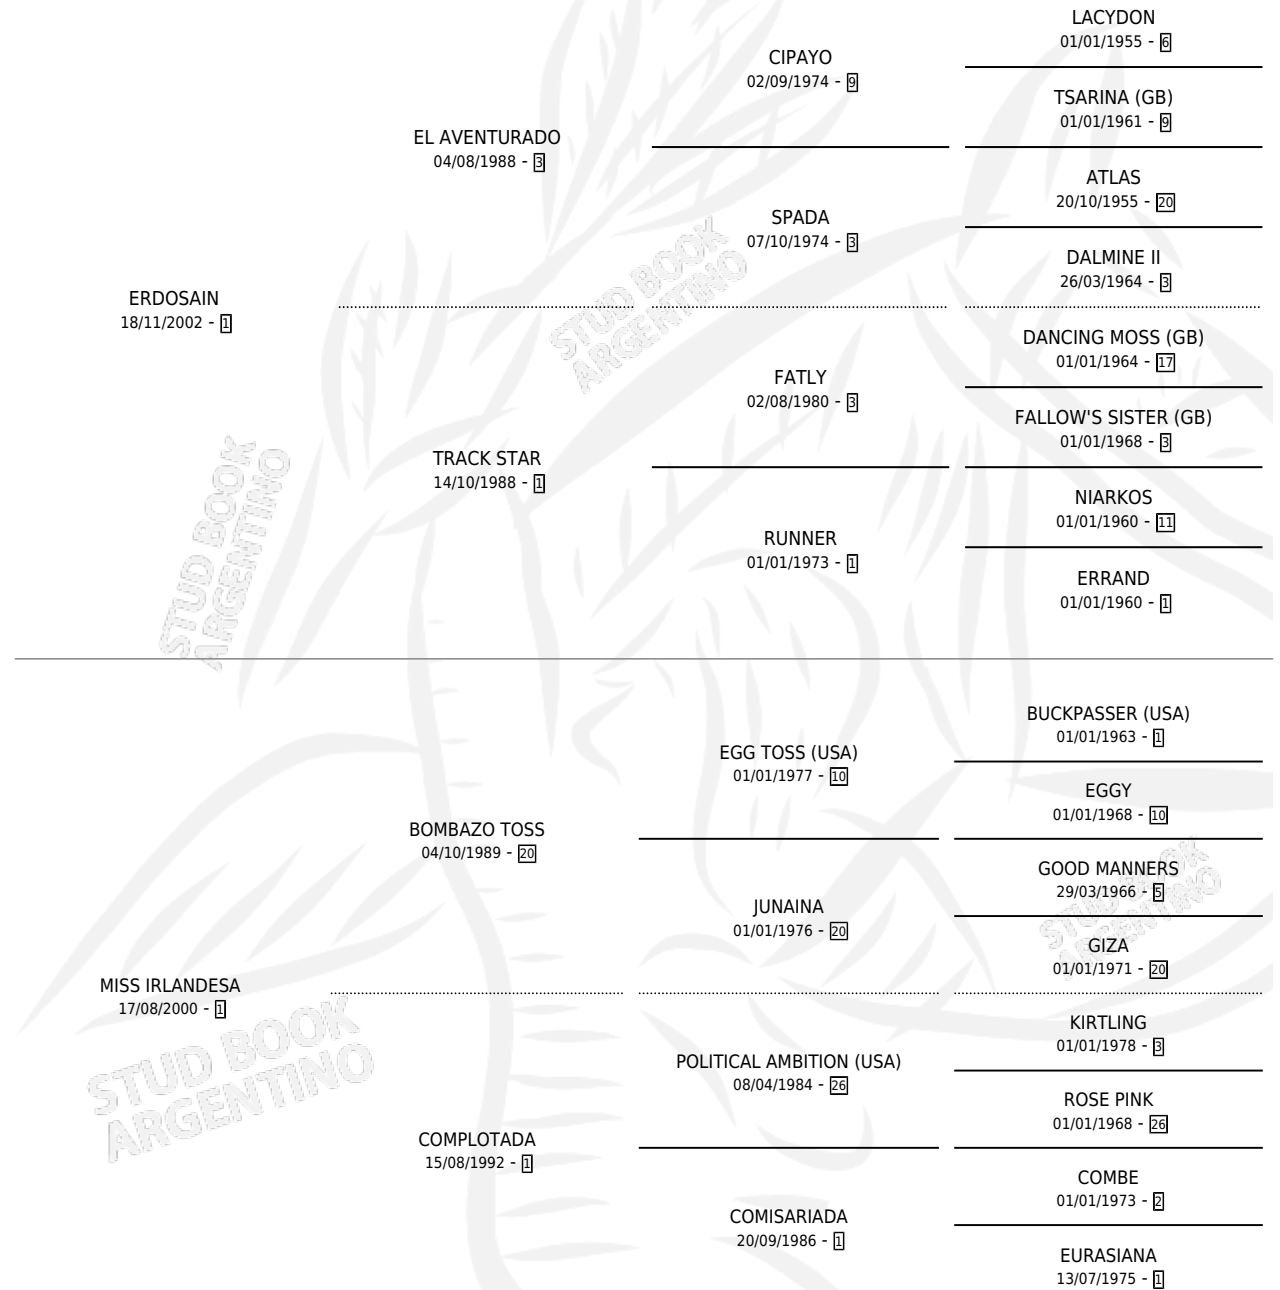 LACYDON
01/01/1955 - 6
CIPAYO
02/09/1974 - 9
TSARINA (GB)
01/01/1961 - 9
EL AVENTURADO
04/08/1988 - 3
ATLAS
20/10/1955 - 20
SPADA
07/10/1974 - 3
DALMINE II
26/03/1964 - 3
ERDOSAIN
18/11/2002 - 1
DANCING MOSS (GB)
01/01/1964 - 17
FATLY
02/08/1980 - 3
FALLOW'S SISTER (GB)
01/01/1968 - 3
TRACK STAR
14/10/1988 - 1
NIARKOS
01/01/1960 - 11
RUNNER
01/01/1973 - 1
ERRAND
01/01/1960 - 1
STUD BOOK
ARGENTINO
STUD BOOK
ARGENTINO
BUCKPASSER (USA)
01/01/1963 - 1
EGG TOSS (USA)
01/01/1977 - 10
EGGY
01/01/1968 - 10
BOMBAZO TOSS
04/10/1989 - 20
GOOD MANNERS
29/03/1966 - 5
JUNAINA
01/01/1976 - 20
GIZA
01/01/1971 - 20
MISS IRLANDESA
17/08/2000 - 1
KIRTLING
01/01/1978 - 3
POLITICAL AMBITION (USA)
08/04/1984 - 26
ROSE PINK
01/01/1968 - 26
COMPLOTADA
15/08/1992 - 1
COMBE
01/01/1973 - 2
COMISARIADA
20/09/1986 - 1
EURASIANA
13/07/1975 - 1
STUD BOOK
ARGENTINO
STUD BOOK
ARGENTINO